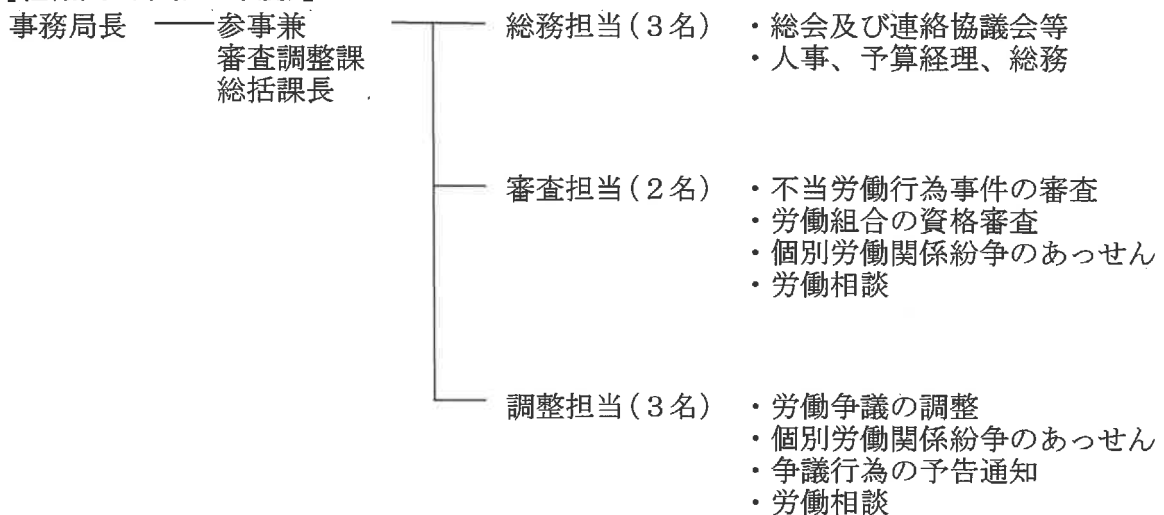 事務局長 参事兼 総務担当(3名) ・総会及び連絡協議会等
審査調整課 ・人事、予算経理、総務
総括課長
審査担当(2名) ・不当労働行為事件の審査
・労働組合の資格審査
・個別労働関係紛争のあっせん
・労働相談
調整担当(3名) ・労働争議の調整
・個別労働関係紛争のあっせん
・争議行為の予告通知
・労働相談